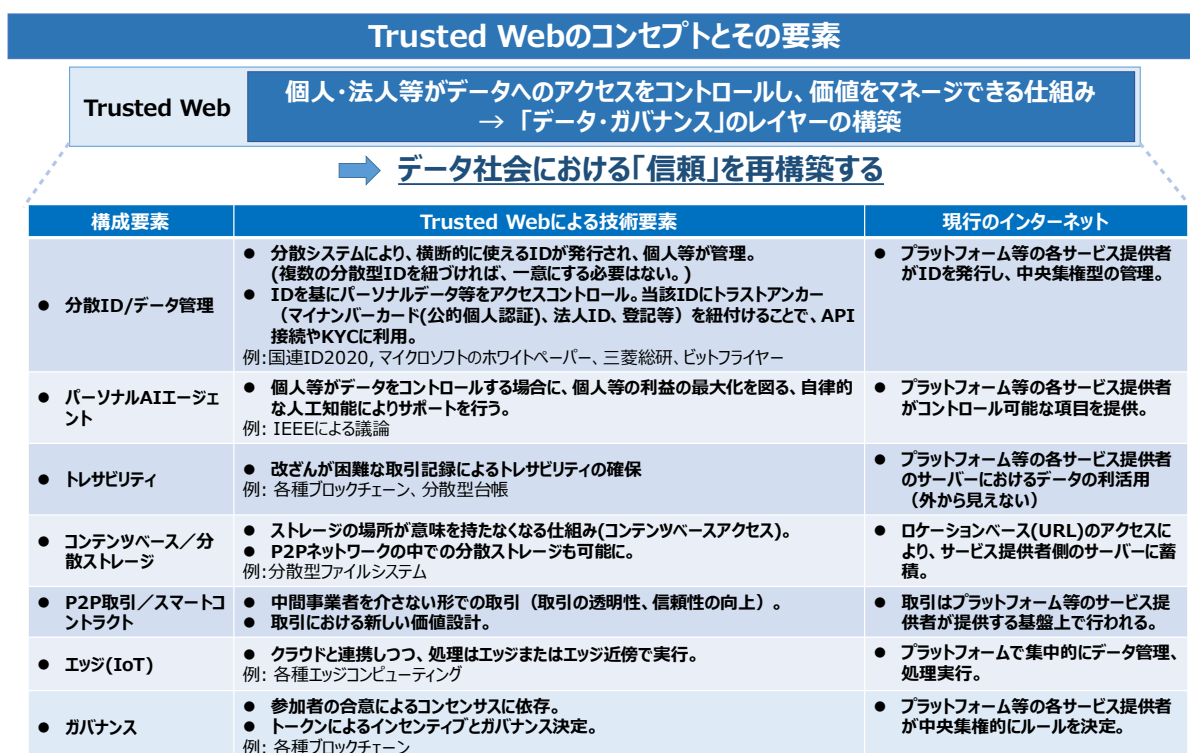 Trusted Webのコンセプトとその要素
Trusted Web
個人・法人等がデータへのアクセスをコントロールし、価値をマネージできる仕組み
→ 「データ・ガバナンス」のレイヤーの構築
データ社会における「信頼」を再構築する
構成要素
Trusted Webによる技術要素
現行のインターネット
● 分散ID/データ管理
● 分散システムにより、横断的に使えるIDが発行され、個人等が管理。
(複数の分散型IDを紐づければ、一意にする必要はない。)
● IDを基にパーソナルデータ等をアクセスコントロール。当該IDにトラストアンカー
（マイナンバーカード(公的個人認証)、法人ID、登記等）を紐付けることで、API
接続やKYCに利用。
例:国連ID2020, マイクロソフトのホワイトペーパー、三菱総研、ビットフライヤー
● プラットフォーム等の各サービス提供者
がIDを発行し、中央集権型の管理。
● パーソナルAIエージェ
ント
● 個人等がデータをコントロールする場合に、個人等の利益の最大化を図る、自律的
な人工知能によりサポートを行う。
例: IEEEによる議論
● プラットフォーム等の各サービス提供者
がコントロール可能な項目を提供。
● トレサビリティ
● 改ざんが困難な取引記録によるトレサビリティの確保
例: 各種ブロックチェーン、分散型台帳
● プラットフォーム等の各サービス提供者
のサーバーにおけるデータの利活用
（外から見えない）
● コンテンツベース／分
散ストレージ
● ストレージの場所が意味を持たなくなる仕組み(コンテンツベースアクセス)。
● P2Pネットワークの中での分散ストレージも可能に。
例:分散型ファイルシステム
● ロケーションベース(URL)のアクセスに
より、サービス提供者側のサーバーに蓄
積。
● P2P取引／スマートコ
ントラクト
● 中間事業者を介さない形での取引（取引の透明性、信頼性の向上）。
● 取引における新しい価値設計。
● 取引はプラットフォーム等のサービス提
供者が提供する基盤上で行われる。
● エッジ(IoT)
● クラウドと連携しつつ、処理はエッジまたはエッジ近傍で実行。
例: 各種エッジコンピューティング
● プラットフォームで集中的にデータ管理、
処理実行。
● ガバナンス
● 参加者の合意によるコンセンサスに依存。
● トークンによるインセンティブとガバナンス決定。
例: 各種ブロックチェーン
● プラットフォーム等の各サービス提供者
が中央集権的にルールを決定。